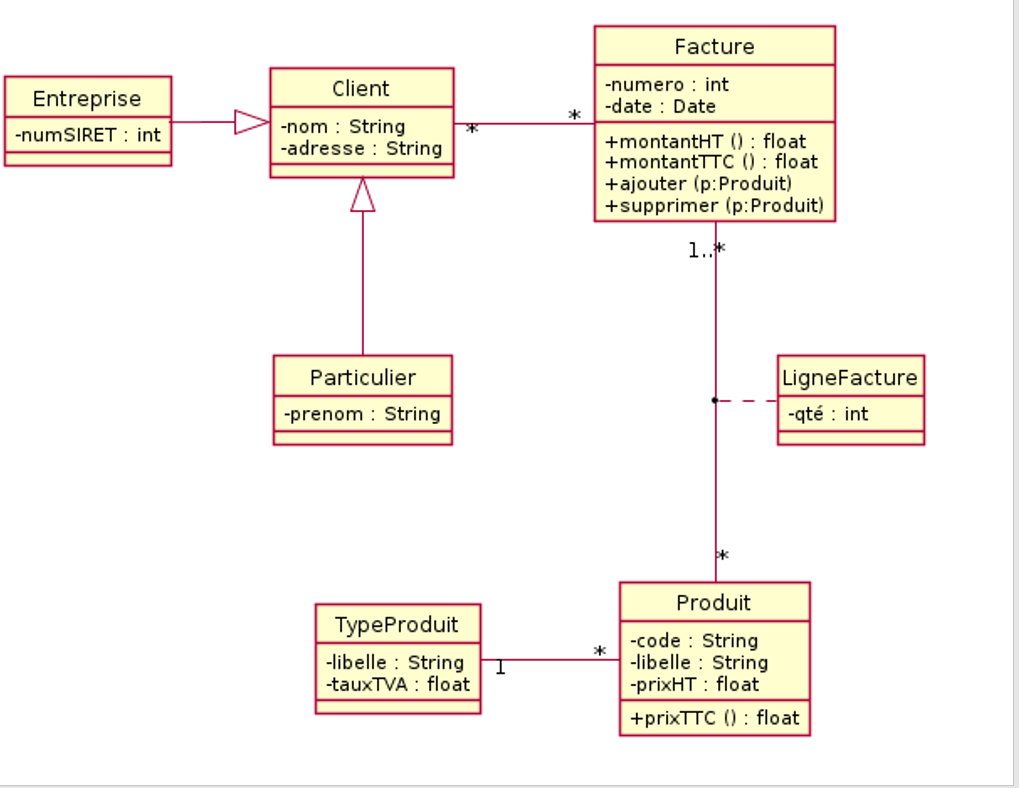 Entreprise
-numSIRET : int
Client
-nom : String
-adresse : String
*
*
Facture
-numero : int
-date : Date
+montantHT () : float
+montantTTC () : float
+ajouter (p:Produit)
+supprimer (p:Produit)
1..*
Particulier
-prenom : String
LigneFacture
-qté : int
*
TypeProduit
-libelle : String
-tauxTVA : float
1
*
Produit
-code : String
-libelle : String
-prixHT : float
+prixTTC () : float